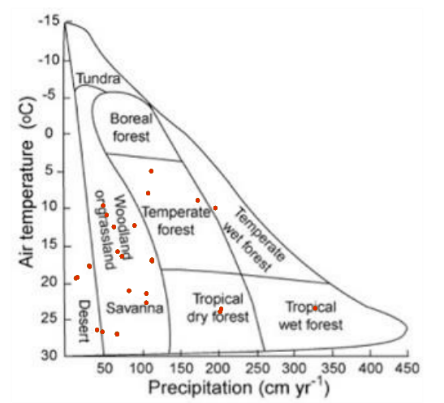 -15
-10
-5
0
5
10
15
20
25
30
Air temperature (oC)
Tundra
Boreal
forest
Woodland
or grassland
Temperate
forest
Temperate
wet forest
Desert
Savanna
Tropical
dry forest
Tropical
wet forest
50
100
150
200
250
300
350
400
450
Precipitation (cm yr-1)